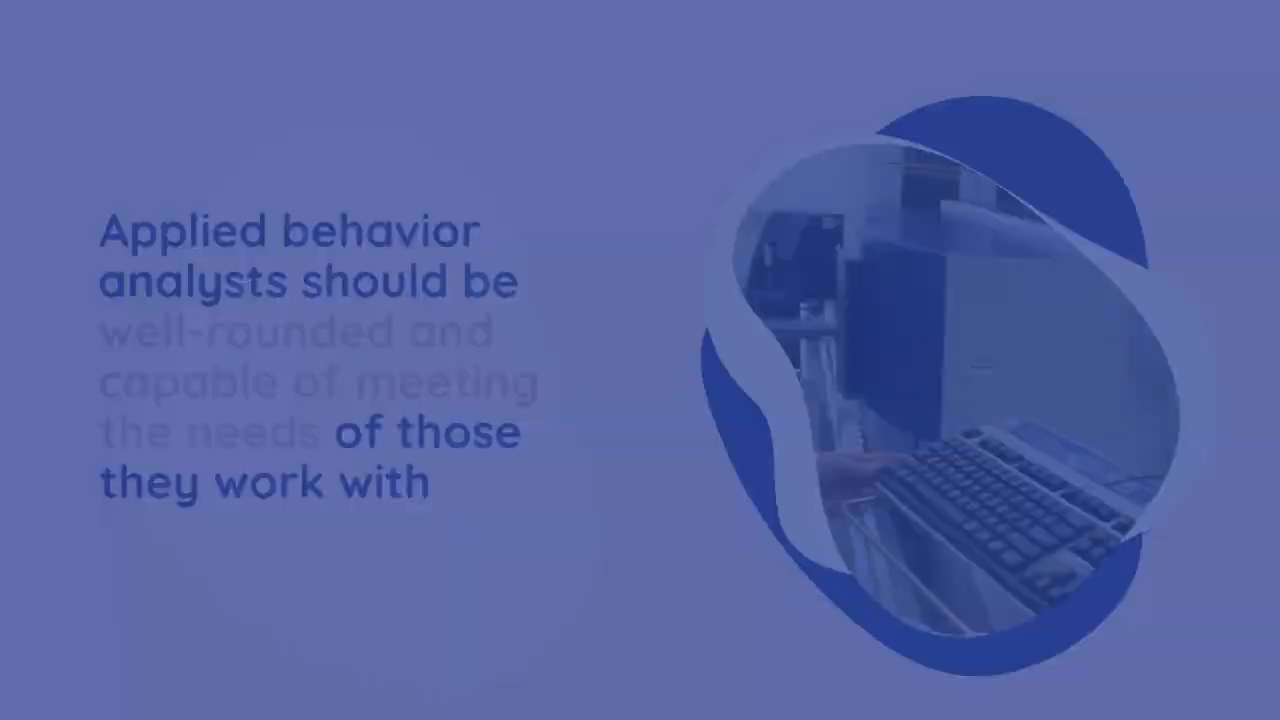 Applied behavior
analysts should be
well-rounded and
capable of meeting
the needs of those
they work with